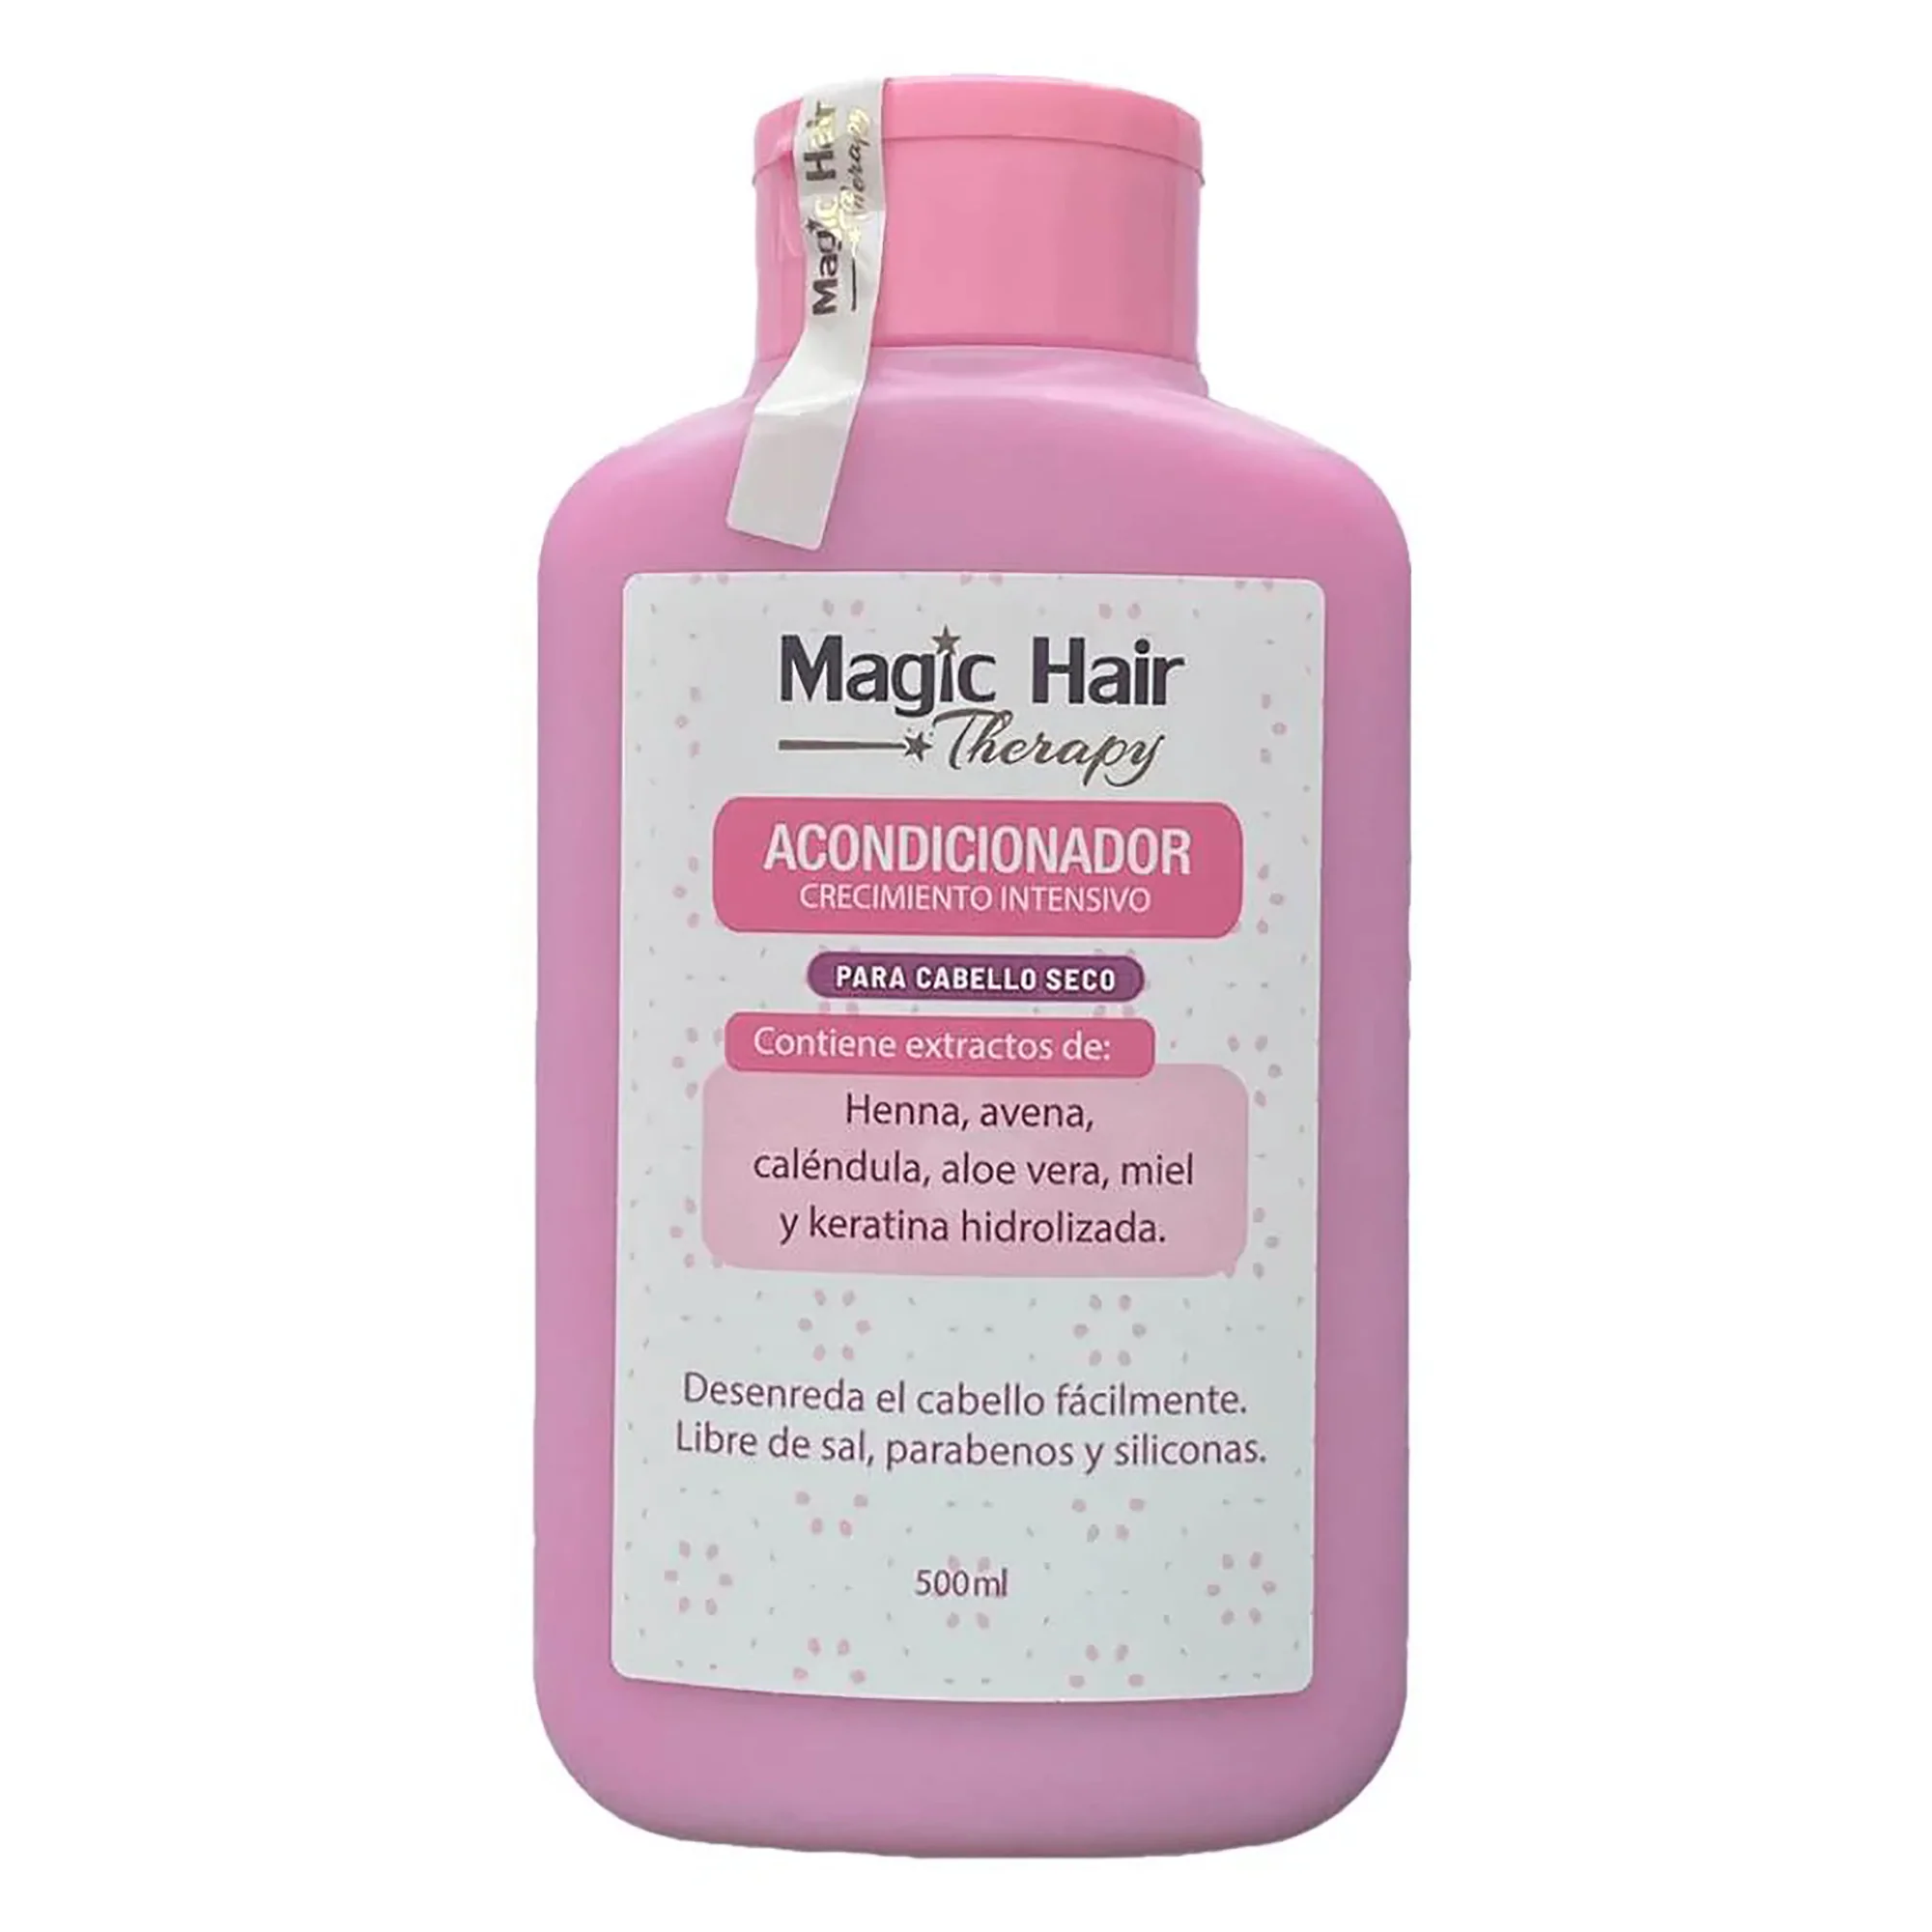 Magic Hair
Therapy
Magic Hair
Therapy
ACONDICIONADOR
CRECIMIENTO INTENSIVO
PARA CABELLO SECO
Contiene extractos de:
Henna, avena,
caléndula, aloe vera, miel
y keratina hidrolizada.
Desenreda el cabello fácilmente.
Libre de sal, parabenos y siliconas.
500ml